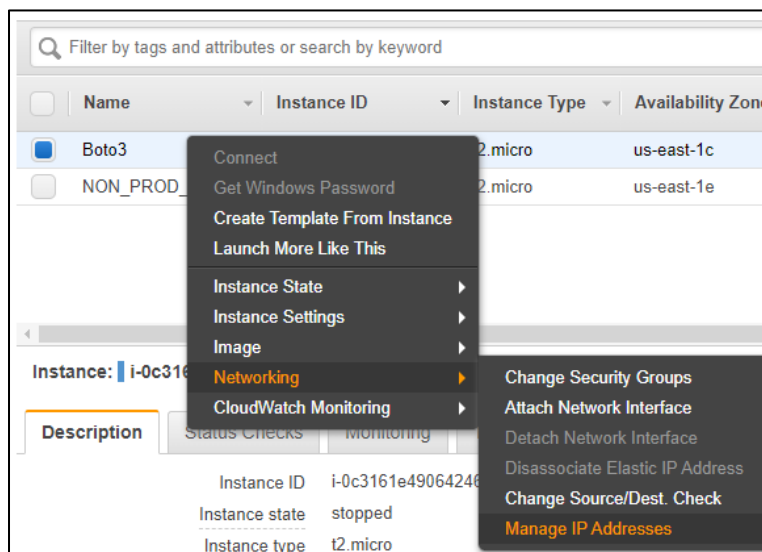 Filter by tags and attributes or search by keyword
Name Instance ID Instance Type Availability Zone
Boto3 t2.micro us-east-1c
NON_PROD_ t2.micro us-east-1e
Connect
Get Windows Password
Create Template From Instance
Launch More Like This
Instance State
Instance Settings
Image
Networking
CloudWatch Monitoring
Change Security Groups
Attach Network Interface
Detach Network Interface
Disassociate Elastic IP Address
Change Source/Dest. Check
Manage IP Addresses
Instance: i-0c316
Description Status Checks Monitoring
Instance ID i-0c3161e49064246
Instance state stopped
Instance type t2.micro